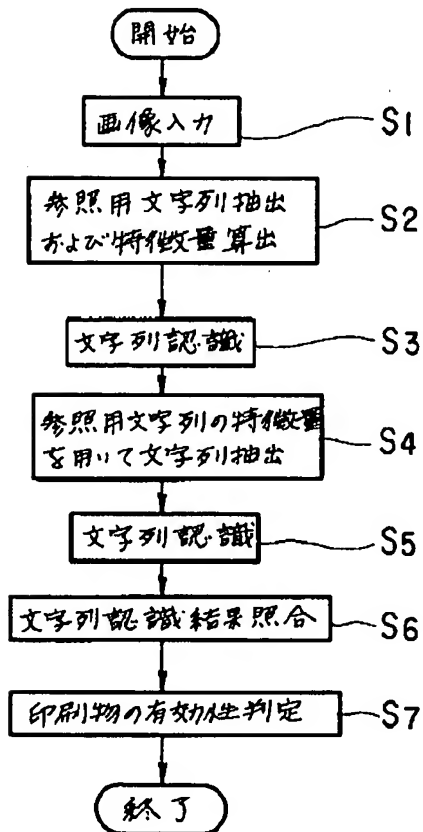 開始
画像入力
S1
参照用文字列抽出
および特徴量算出
S2
文字列認識
S3
参照用文字列の特徴量
を用いて文字列抽出
S4
文字列認識
S5
文字列認識結果照合
S6
印刷物の有効性判定
S7
終了